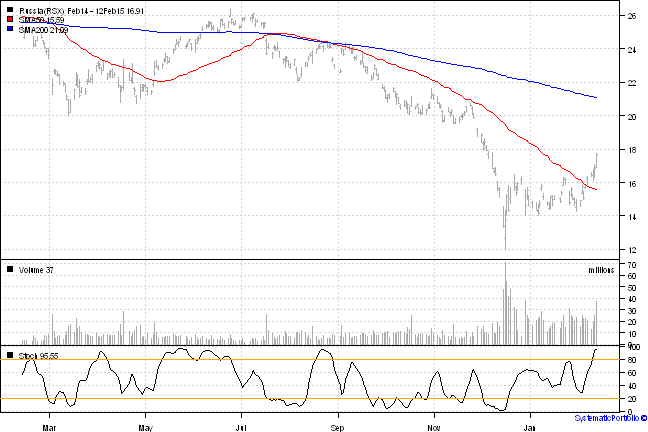 Russia(RSX) Feb14 - 12Feb15 16.91
SMA50 15.59
SMA200 21.09
26
24
22
20
18
16
14
12
Volume 37
millions
70
60
50
40
30
20
10
0
Stoch 95.55
80
60
40
20
0
Mar May Jul Sep Nov Jan
SystematicPortfolio ©